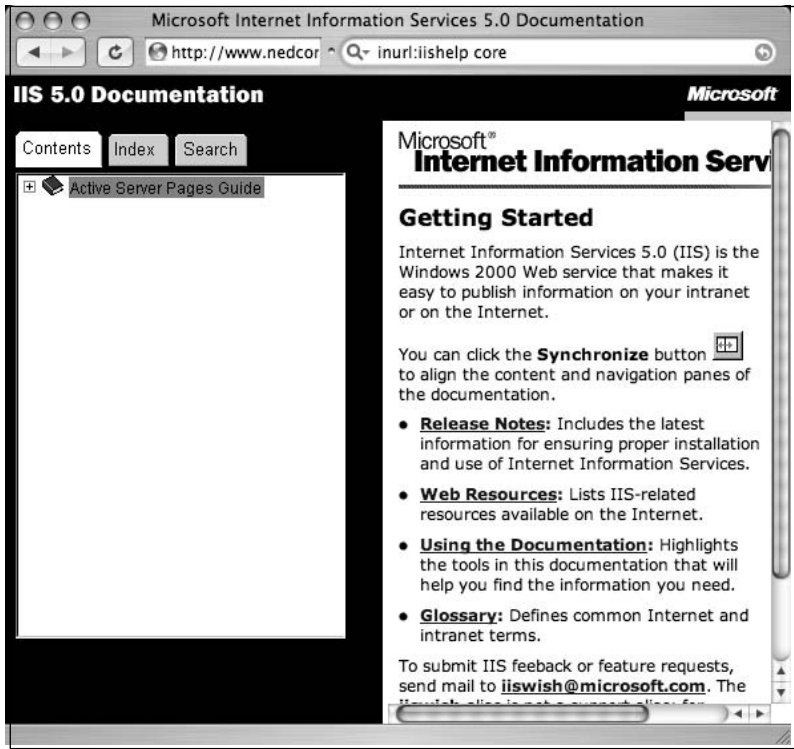 Microsoft Internet Information Services 5.0 Documentation
http://www.nedcor
inurl:iishelp core
IIS 5.0 Documentation
Microsoft
Contents
Index
Search
Active Server Pages Guide
Microsoft®
Internet Information Servi
Getting Started
Internet Information Services 5.0 (IIS) is the
Windows 2000 Web service that makes it
easy to publish information on your intranet
or on the Internet.
You can click the Synchronize button
to align the content and navigation panes of
the documentation.
• Release Notes: Includes the latest
information for ensuring proper installation
and use of Internet Information Services.
• Web Resources: Lists IIS-related
resources available on the Internet.
• Using the Documentation: Highlights
the tools in this documentation that will
help you find the information you need.
• Glossary: Defines common Internet and
intranet terms.
To submit IIS feeback or feature requests,
send mail to iiswish@microsoft.com. The